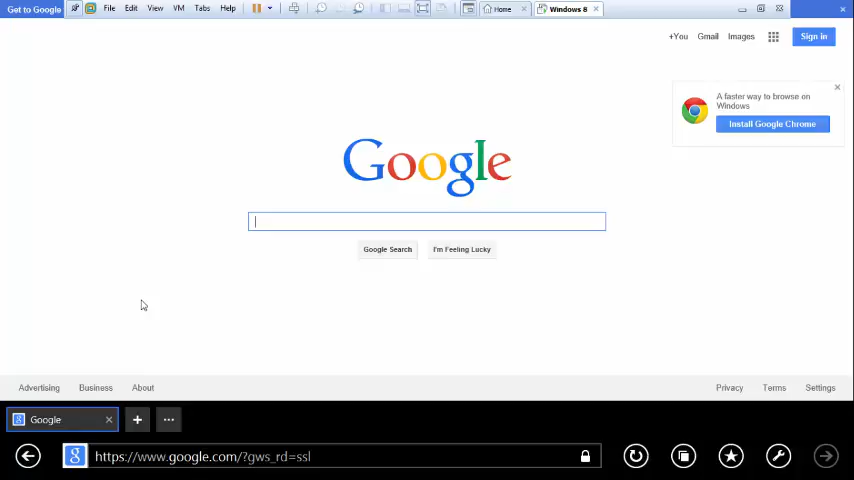 Get to Google File Edit View VM Tabs Help Home Windows 8
+You Gmail Images Sign in
A faster way to browse on
Windows
Install Google Chrome
Google
Google Search I'm Feeling Lucky
Advertising Business About Privacy Terms Settings
Google
https://www.google.com/?gws_rd=ssl